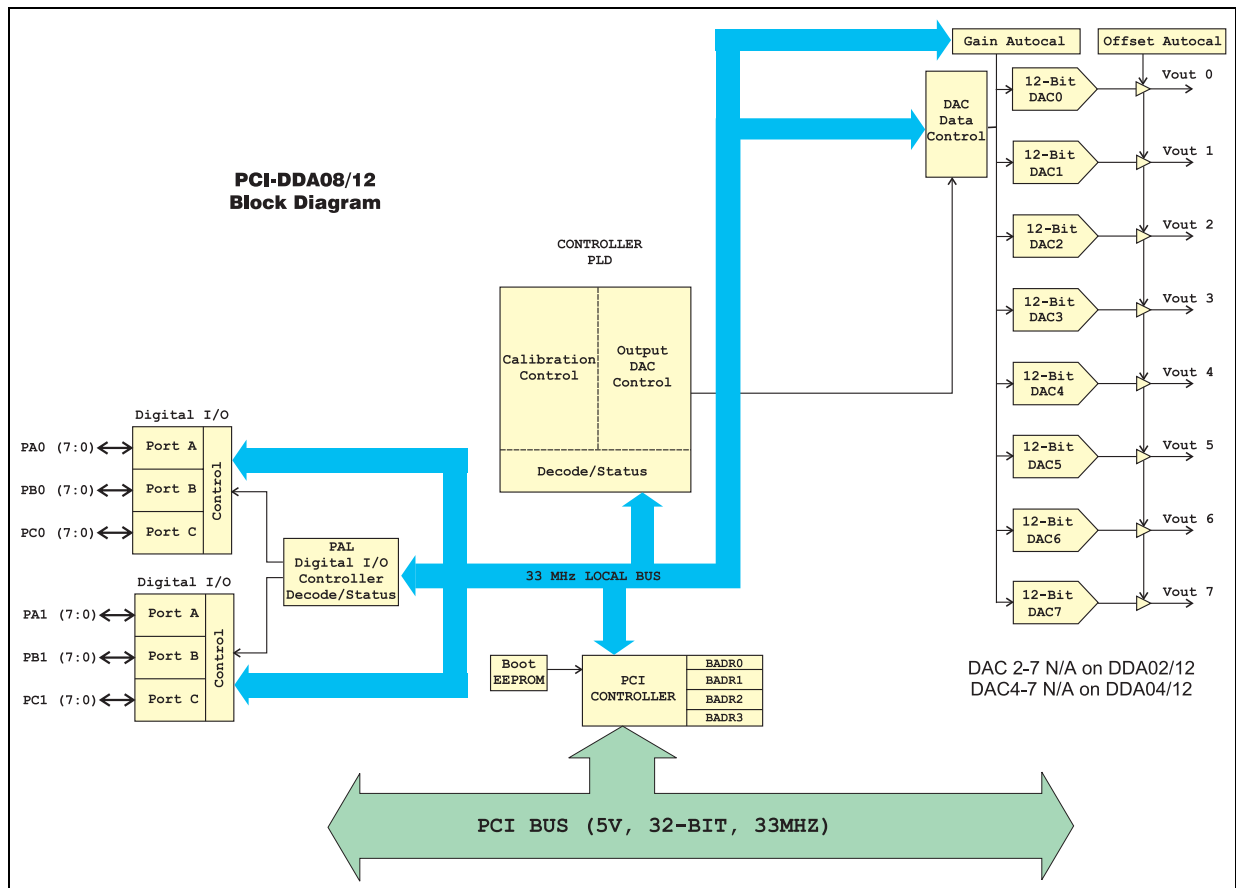 PCI-DDA08/12
Block Diagram
Gain Autocal
Offset Autocal
DAC
Data
Control
12-Bit
DAC0
Vout 0
12-Bit
DAC1
Vout 1
12-Bit
DAC2
Vout 2
12-Bit
DAC3
Vout 3
12-Bit
DAC4
Vout 4
12-Bit
DAC5
Vout 5
12-Bit
DAC6
Vout 6
12-Bit
DAC7
Vout 7
CONTROLLER
PLD
Calibration
Control
Output
DAC
Control
Decode/Status
Digital I/O
PA0 (7:0)
Port A
PB0 (7:0)
Port B
PC0 (7:0)
Port C
Control
Digital I/O
PA1 (7:0)
Port A
PB1 (7:0)
Port B
PC1 (7:0)
Port C
Control
PAL
Digital I/O
Controller
Decode/Status
33 MHz LOCAL BUS
Boot
EEPROM
PCI
CONTROLLER
BADR0
BADR1
BADR2
BADR3
DAC 2-7 N/A on DDA02/12
DAC4-7 N/A on DDA04/12
PCI BUS (5V, 32-BIT, 33MHZ)